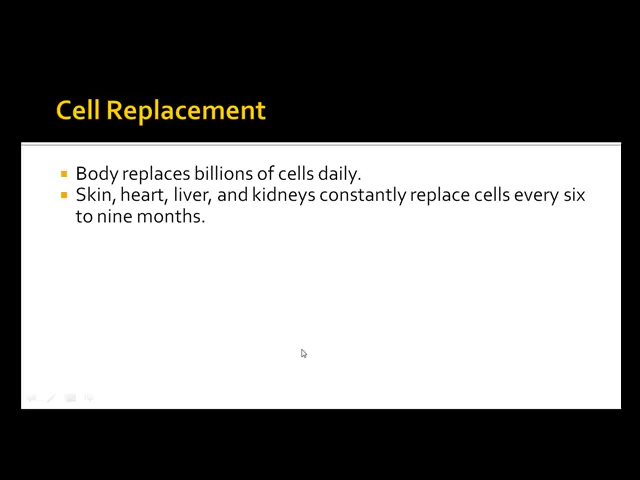 Cell Replacement
Body replaces billions of cells daily.
Skin, heart, liver, and kidneys constantly replace cells every six
to nine months.